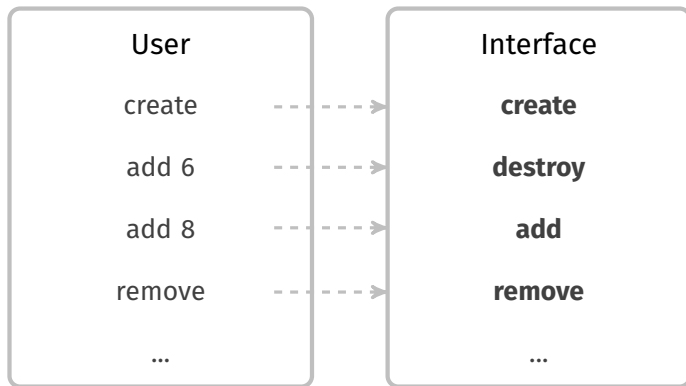 User
create
add 6
add 8
remove
...
Interface
create
destroy
add
remove
...